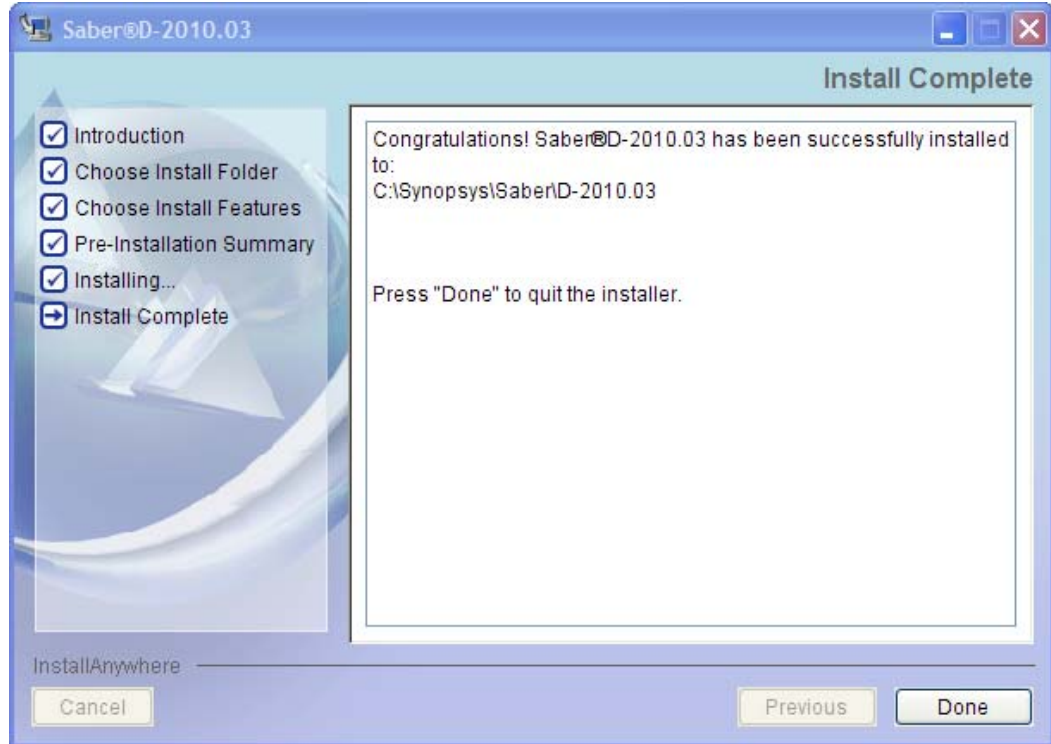 Saber®D-2010.03
Install Complete
Introduction
Choose Install Folder
Choose Install Features
Pre-Installation Summary
Installing...
Install Complete
Congratulations! Saber®D-2010.03 has been successfully installed
to:
C:\Synopsys\Saber\D-2010.03
Press "Done" to quit the installer.
InstallAnywhere
Cancel
Previous
Done